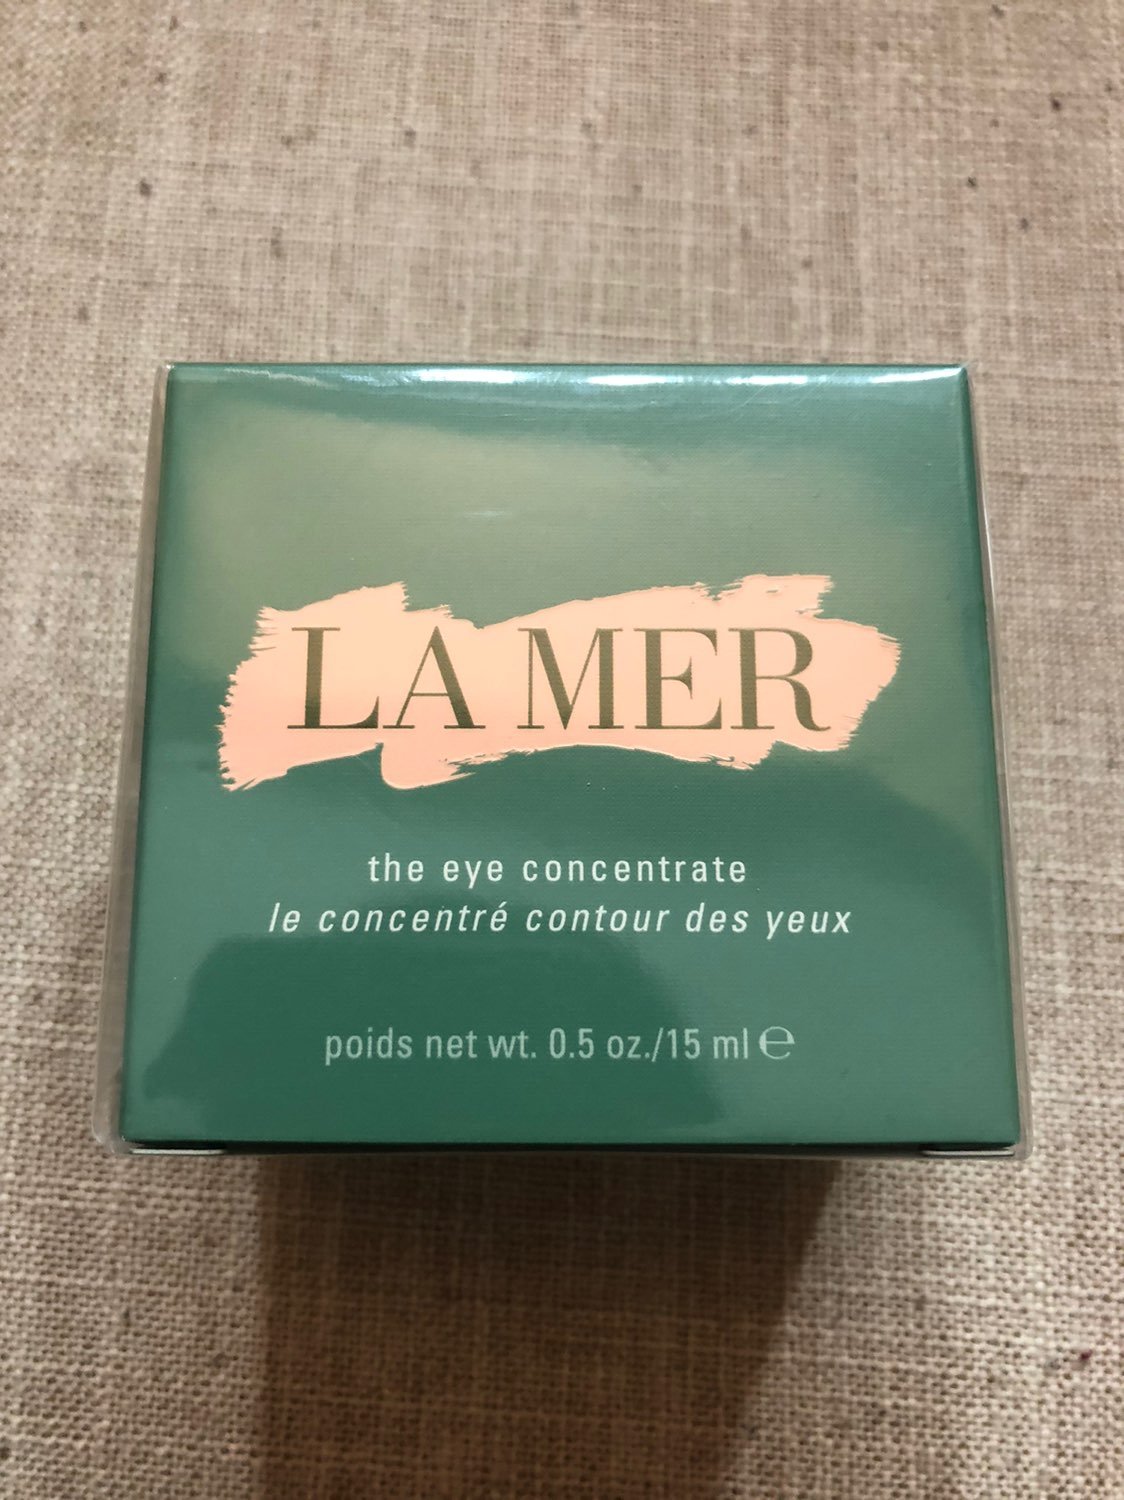 LA MER
the eye concentrate
le concentré contour des yeux
poids net wt. 0.5 oz./15 ml ℮